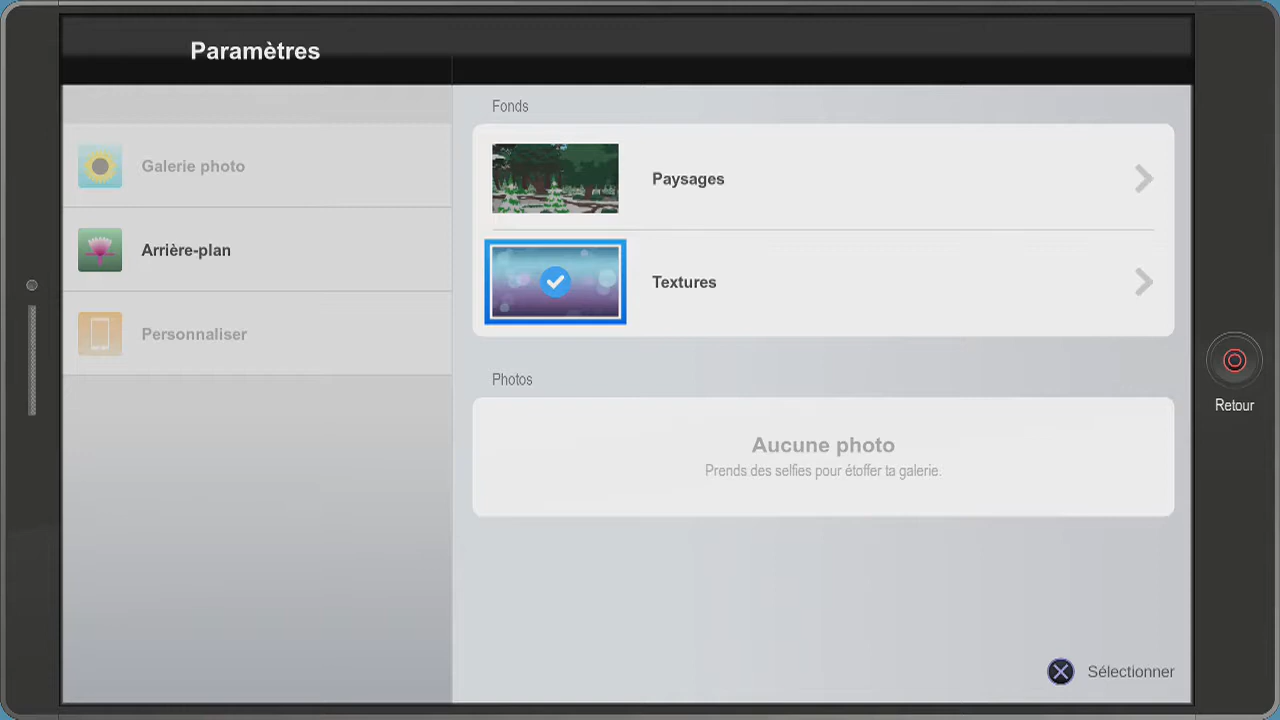 Paramètres
Galerie photo
Arrière-plan
Personnaliser
Fonds
Paysages
Textures
Photos
Aucune photo
Prends des selfies pour étoffer ta galerie.
Retour
Sélectionner